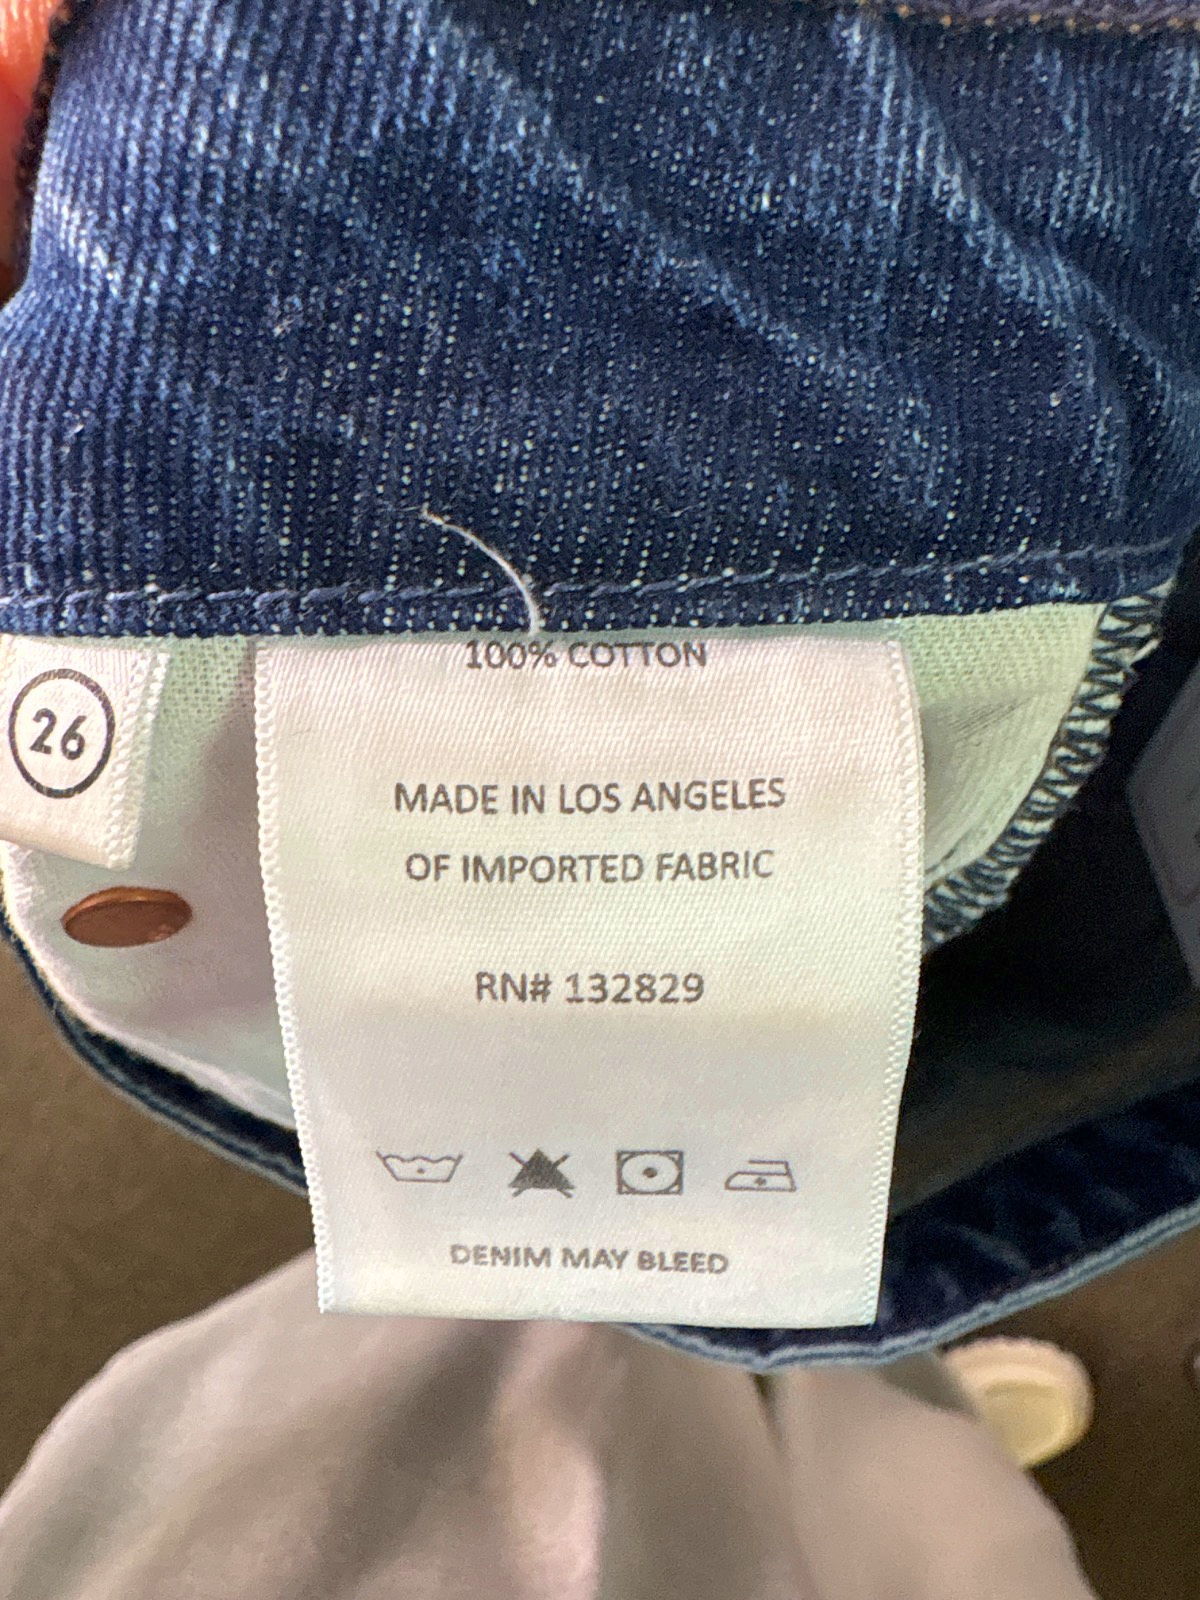 100% COTTON
26
MADE IN LOS ANGELES
OF IMPORTED FABRIC
RN# 132829
DENIM MAY BLEED